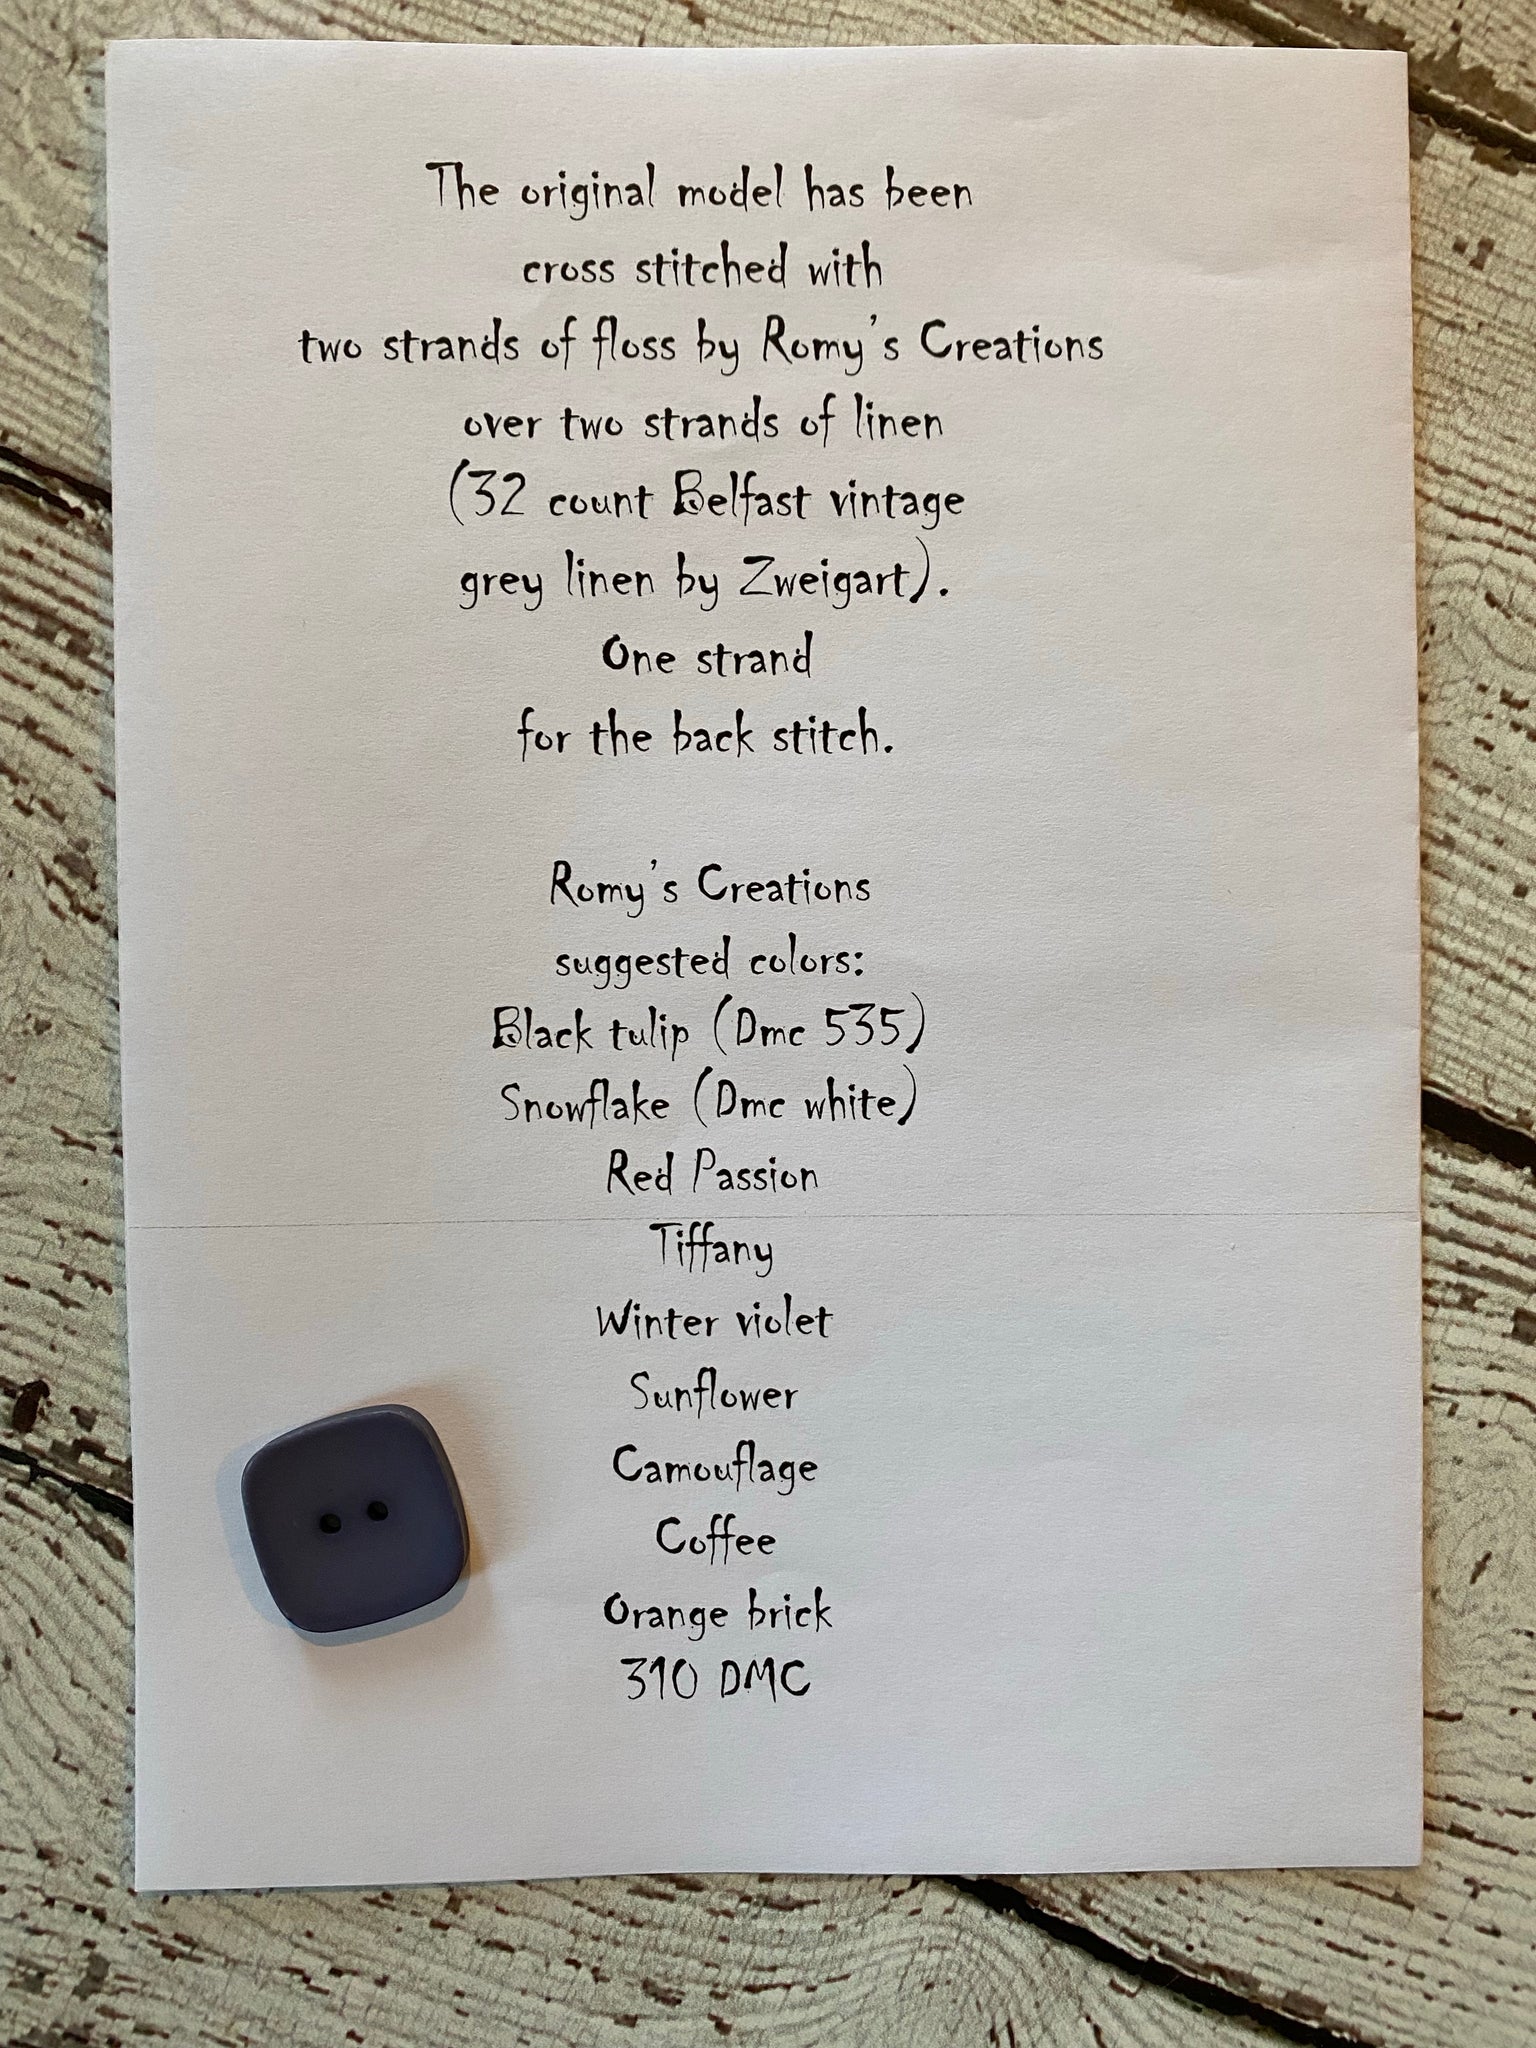 The original model has been
cross stitched with
two strands of floss by Romy's Creations
over two strands of linen
(32 count Belfast vintage
grey linen by Zweigart).
One strand
for the back stitch.
Romy's Creations
suggested colors:
Black tulip (Dmc 535)
Snowflake (Dmc white)
Red Passion
Tiffany
Winter violet
Sunflower
Camouflage
Coffee
Orange brick
310 DMC